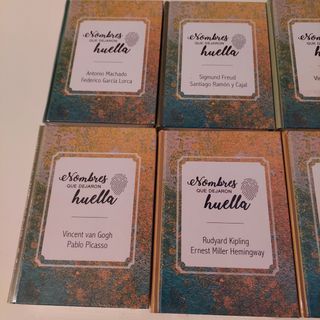 Nombres
QUE DEJARON
huella
Antonio Machado
Federico García Lorca
Nombres
QUE DEJARON
huella
Sigmund Freud
Santiago Ramón y Cajal
Nombres
QUE DEJARON
huella
Vincent van Gogh
Pablo Picasso
Nombres
QUE DEJARON
huella
Rudyard Kipling
Ernest Miller Hemingway